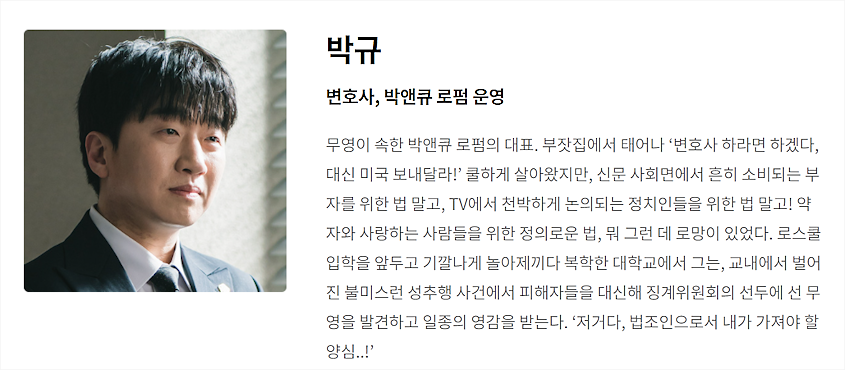 박규
변호사, 박앤큐 로펌 운영
무영이 속한 박앤큐 로펌의 대표. 부잣집에서 태어나 ‘변호사 하라면 하겠다,
대신 미국 보내달라!’ 쿨하게 살아왔지만, 신문 사회면에서 흔히 소비되는 부
자를 위한 법 말고, TV에서 천박하게 논의되는 정치인들을 위한 법 말고! 약
자와 사랑하는 사람들을 위한 정의로운 법, 뭐 그런 데 로망이 있었다. 로스쿨
입학을 앞두고 기깔나게 놀아제끼다 복학한 대학교에서 그는, 교내에서 벌어
진 불미스런 성추행 사건에서 피해자들을 대신해 징계위원회의 선두에 선 무
영을 발견하고 일종의 영감을 받는다. ‘저거다, 법조인으로서 내가 가져야 할
양심..!’